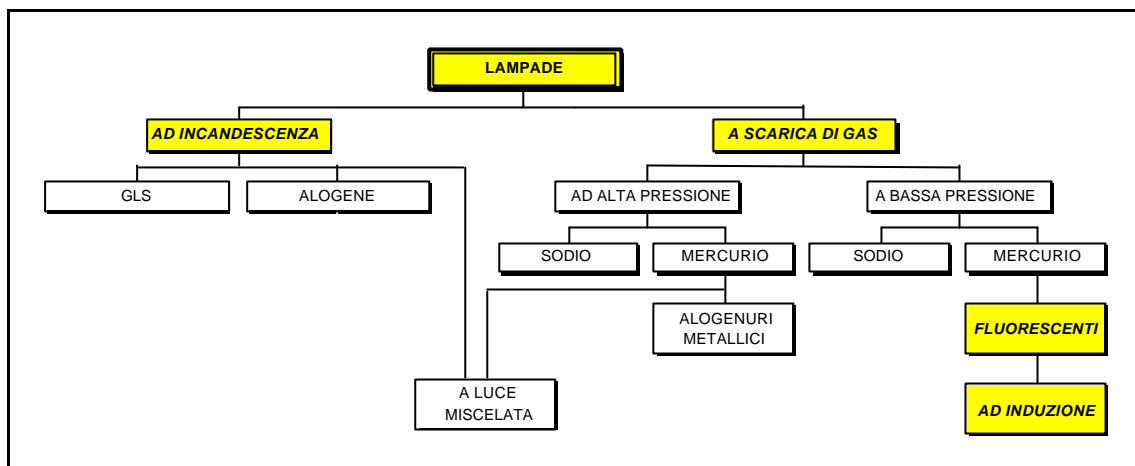 LAMPADE
AD INCANDESCENZA
A SCARICA DI GAS
GLS
ALOGENE
AD ALTA PRESSIONE
A BASSA PRESSIONE
SODIO
MERCURIO
SODIO
MERCURIO
ALOGENURI
METALLICI
FLUORESCENTI
A LUCE
MISCELATA
AD INDUZIONE